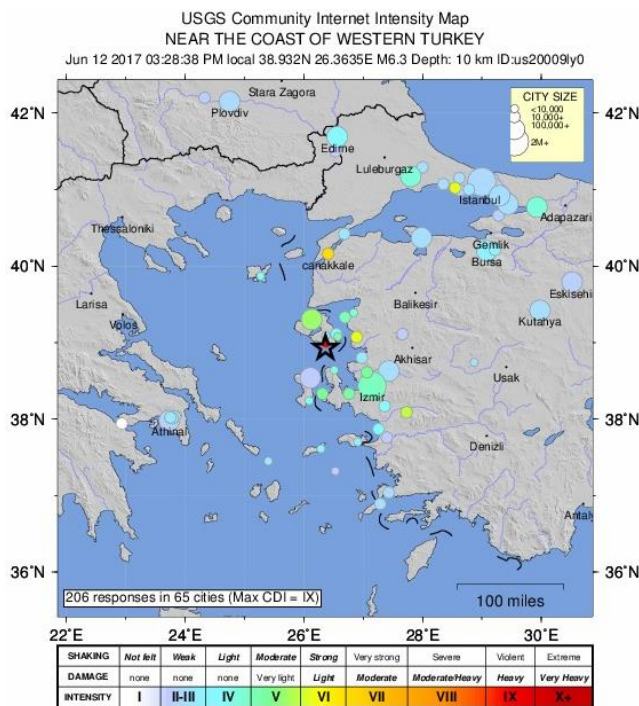 USGS Community Internet Intensity Map
NEAR THE COAST OF WESTERN TURKEY
Jun 12 2017 03:28:38 PM local 38.932N 26.3635E M6.3 Depth: 10 km ID:us20009ly0
CITY SIZE
<10,000
10,000+
100,000+
2M+
42°N
42°N
Stara Zagora
Plovdiv
Edirne
Luleburgaz
Istanbul
Adapazari
Thessaloniki
Gemlik
Bursa
canakkale
40°N
40°N
Eskisehi
Larisa
Balikesir
Kutahya
Volos
Akhisar
Usak
Izmir
38°N
38°N
Athinai
Denizli
Antaly
36°N
36°N
206 responses in 65 cities (Max CDI = IX)
100 miles
22°E 24°E 26°E 28°E 30°E
SHAKING Not felt Weak Light Moderate Strong Very strong Severe Violent Extreme
DAMAGE none none none Very light Light Moderate Moderate/Heavy Heavy Very Heavy
INTENSITY I II-III IV V VI VII VIII IX X+